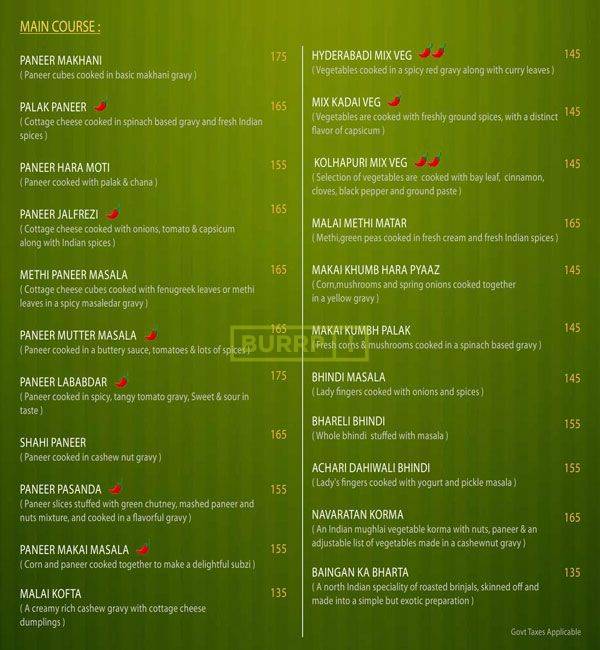 MAIN COURSE :
PANEER MAKHANI 175
( Paneer cubes cooked in basic makhani gravy )
PALAK PANEER 165
( Cottage cheese cooked in spinach based gravy and fresh Indian
spices )
PANEER HARA MOTI 155
( Paneer cooked with palak & chana )
PANEER JALFREZI 165
( Cottage cheese cooked with onions, tomato & capsicum
along with Indian spices )
METHI PANEER MASALA 165
( Cottage cheese cubes cooked with fenugreek leaves or methi
leaves in a spicy masaledar gravy )
PANEER MUTTER MASALA 165
( Paneer cooked in a buttery sauce, tomatoes & lots of spices )
PANEER LABABDAR 175
( Paneer cooked in spicy, tangy tomato gravy, Sweet & sour in
taste )
SHAHI PANEER 165
( Paneer cooked in cashew nut gravy )
PANEER PASANDA 155
( Paneer slices stuffed with green chutney, mashed paneer and
nuts mixture, and cooked in a flavorful gravy )
PANEER MAKAI MASALA 155
( Corn and paneer cooked together to make a delightful subzi )
MALAI KOFTA 135
( A creamy rich cashew gravy with cottage cheese
dumplings )
HYDERABADI MIX VEG 145
( Vegetables cooked in a spicy red gravy along with curry leaves )
MIX KADAI VEG 145
( Vegetables are cooked with freshly ground spices, with a distinct
flavor of capsicum )
KOLHAPURI MIX VEG 145
( Selection of vegetables are cooked with bay leaf, cinnamon,
cloves, black pepper and ground paste )
MALAI METHI MATAR 165
( Methi,green peas cooked in fresh cream and fresh Indian spices )
MAKAI KHUMB HARA PYAAZ 145
( Corn,mushrooms and spring onions cooked together
in a yellow gravy )
MAKAI KUMBH PALAK 145
( Fresh corns & mushrooms cooked in a spinach based gravy )
BHINDI MASALA 145
( Lady fingers cooked with onions and spices )
BHARELI BHINDI 155
( Whole bhindi stuffed with masala )
ACHARI DAHIWALI BHINDI 155
( Lady's fingers cooked with yogurt and pickle masala )
NAVARATAN KORMA 165
( An Indian mughlai vegetable korma with nuts, paneer & an
adjustable list of vegetables made in a cashewnut gravy )
BAINGAN KA BHARTA 135
( A north Indian speciality of roasted brinjals, skinned off and
made into a simple but exotic preparation )
Govt Taxes Applicable